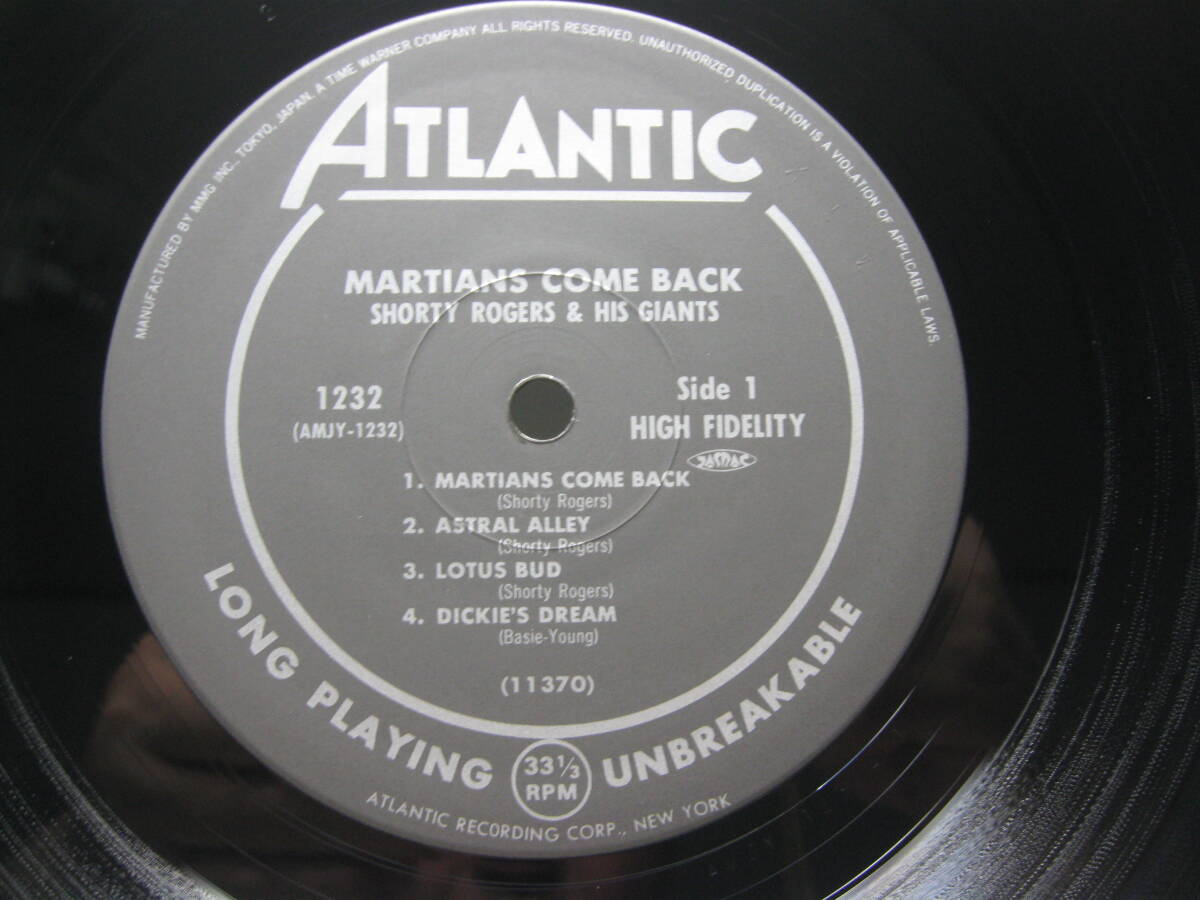 MANUFACTURED BY MMG INC., TOKYO, JAPAN. A TIME WARNER COMPANY ALL RIGHTS RESERVED. UNAUTHORIZED DUPLICATION IS A VIOLATION OF APPLICABLE LAWS.
ATLANTIC
MARTIANS COME BACK
SHORTY ROGERS & HIS GIANTS
1232
(AMJY-1232)
Side 1
HIGH FIDELITY
JASRAC
1. MARTIANS COME BACK
(Shorty Rogers)
2. ASTRAL ALLEY
(Shorty Rogers)
3. LOTUS BUD
(Shorty Rogers)
4. DICKIE'S DREAM
(Basie-Young)
(11370)
LONG PLAYING
33 1/3
RPM
UNBREAKABLE
ATLANTIC RECORDING CORP., NEW YORK